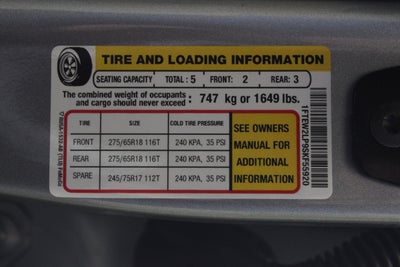 TIRE AND LOADING INFORMATION
SEATING CAPACITY TOTAL: 5 FRONT: 2 REAR: 3
The combined weight of occupants
and cargo should never exceed : 747 kg or 1649 lbs.
TIRE SIZE COLD TIRE PRESSURE
FRONT 275/65R18 116T 240 KPA, 35 PSI
REAR 275/65R18 116T 240 KPA, 35 PSI
SPARE 245/75R17 112T 240 KPA, 35 PSI
SEE OWNERS
MANUAL FOR
ADDITIONAL
INFORMATION
1FTEW2LP9SKF55920